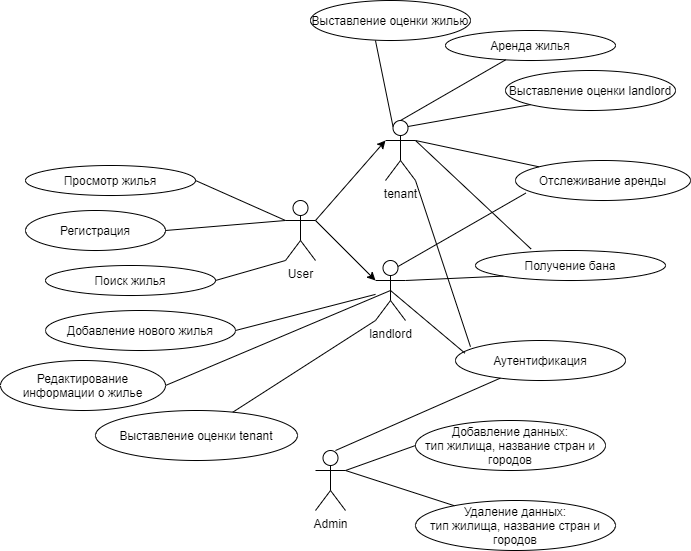 Выставление оценки жилью
Аренда жилья
Выставление оценки landlord
tenant
Просмотр жилья
Отслеживание аренды
Регистрация
User
Получение бана
Поиск жилья
landlord
Добавление нового жилья
Аутентификация
Редактирование
информации о жилье
Выставление оценки tenant
Добавление данных:
тип жилища, название стран и
городов
Admin
Удаление данных:
тип жилища, название стран и
городов